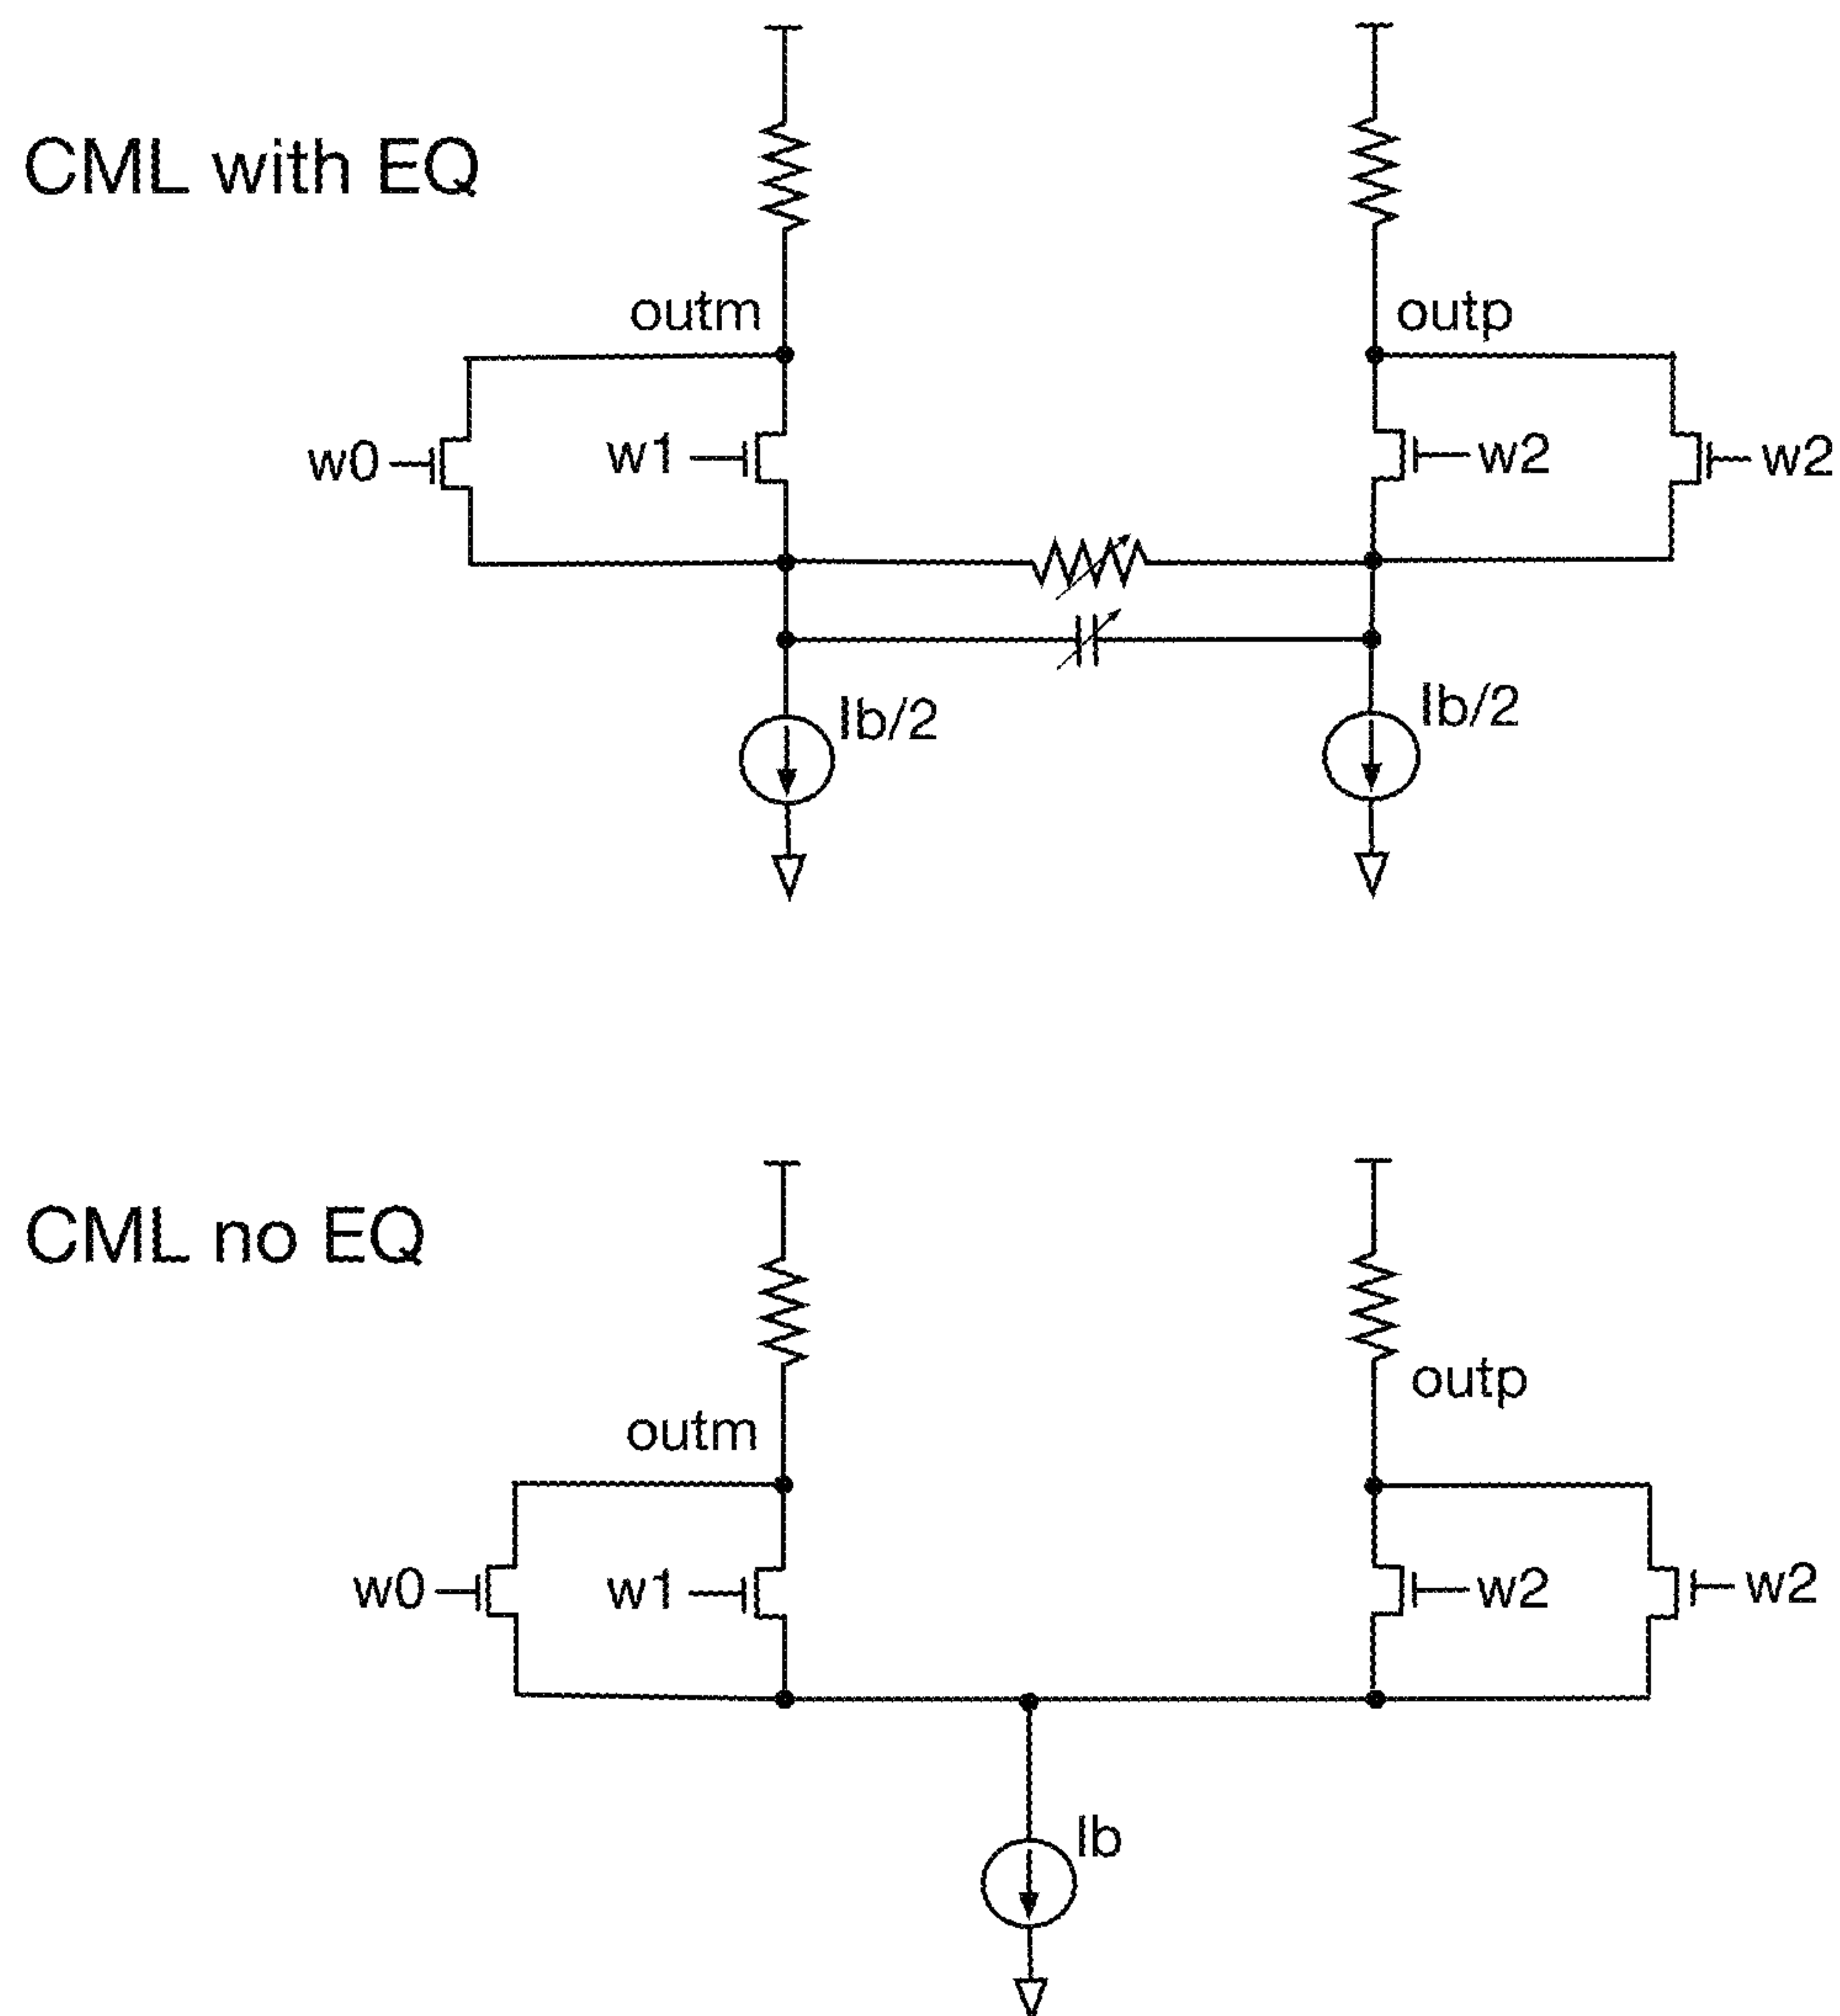 CML with EQ
outm
outp
w0
w1
w2
w2
Ib/2
Ib/2
CML no EQ
outp
outm
w0
w1
w2
w2
Ib